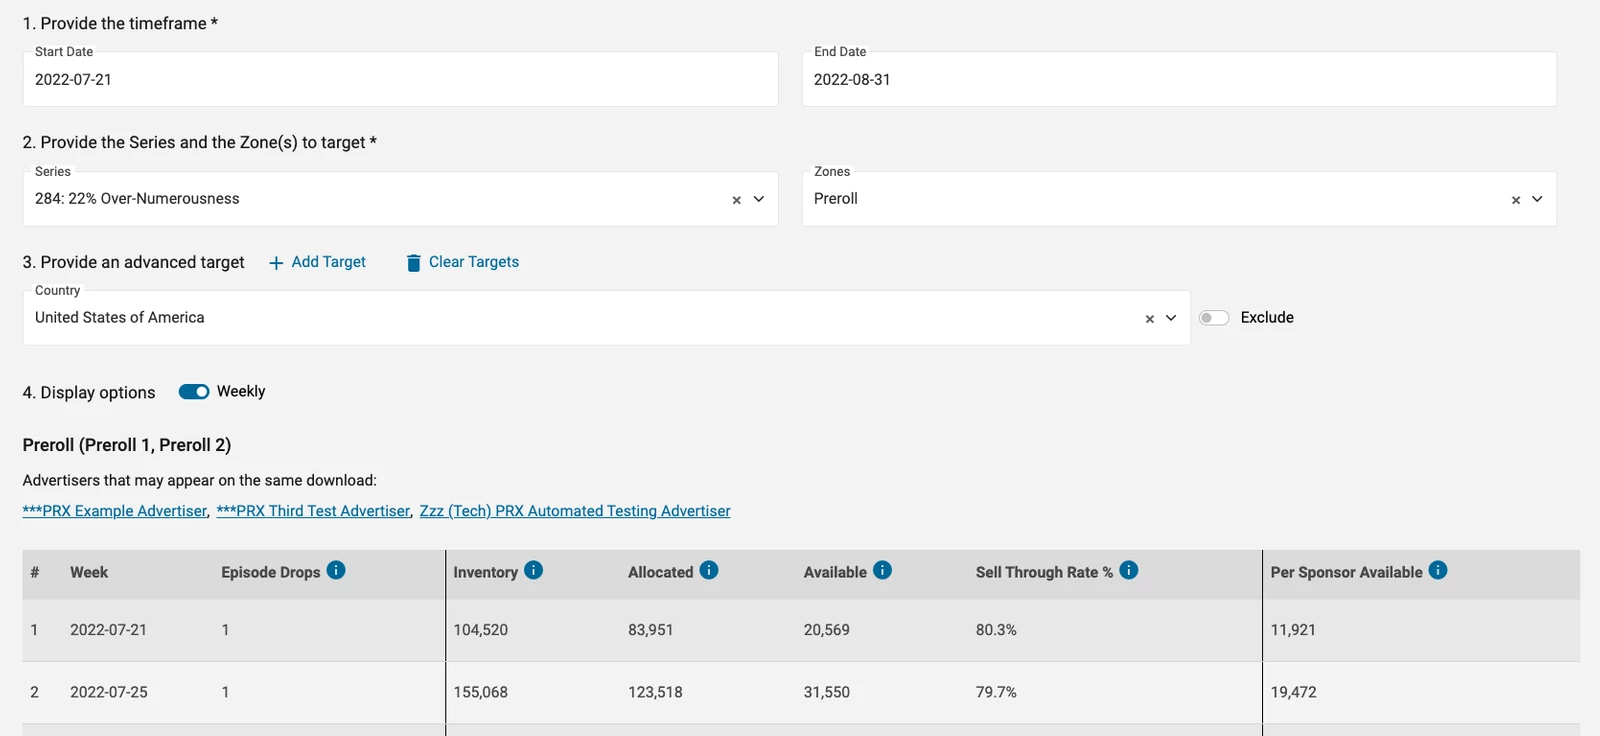 1. Provide the timeframe *
Start Date
End Date
2022-07-21
2022-08-31
2. Provide the Series and the Zone(s) to target *
Series
Zones
284: 22% Over-Numerousness
Preroll
3. Provide an advanced target
Add Target
Clear Targets
Country
United States of America
Exclude
4. Display options
Weekly
Preroll (Preroll 1, Preroll 2)
Advertisers that may appear on the same download:
***PRX Example Advertiser, ***PRX Third Test Advertiser, Zzz (Tech) PRX Automated Testing Advertiser
# Week Episode Drops Inventory Allocated Available Sell Through Rate % Per Sponsor Available
1 2022-07-21 1 104,520 83,951 20,569 80.3% 11,921
2 2022-07-25 1 155,068 123,518 31,550 79.7% 19,472